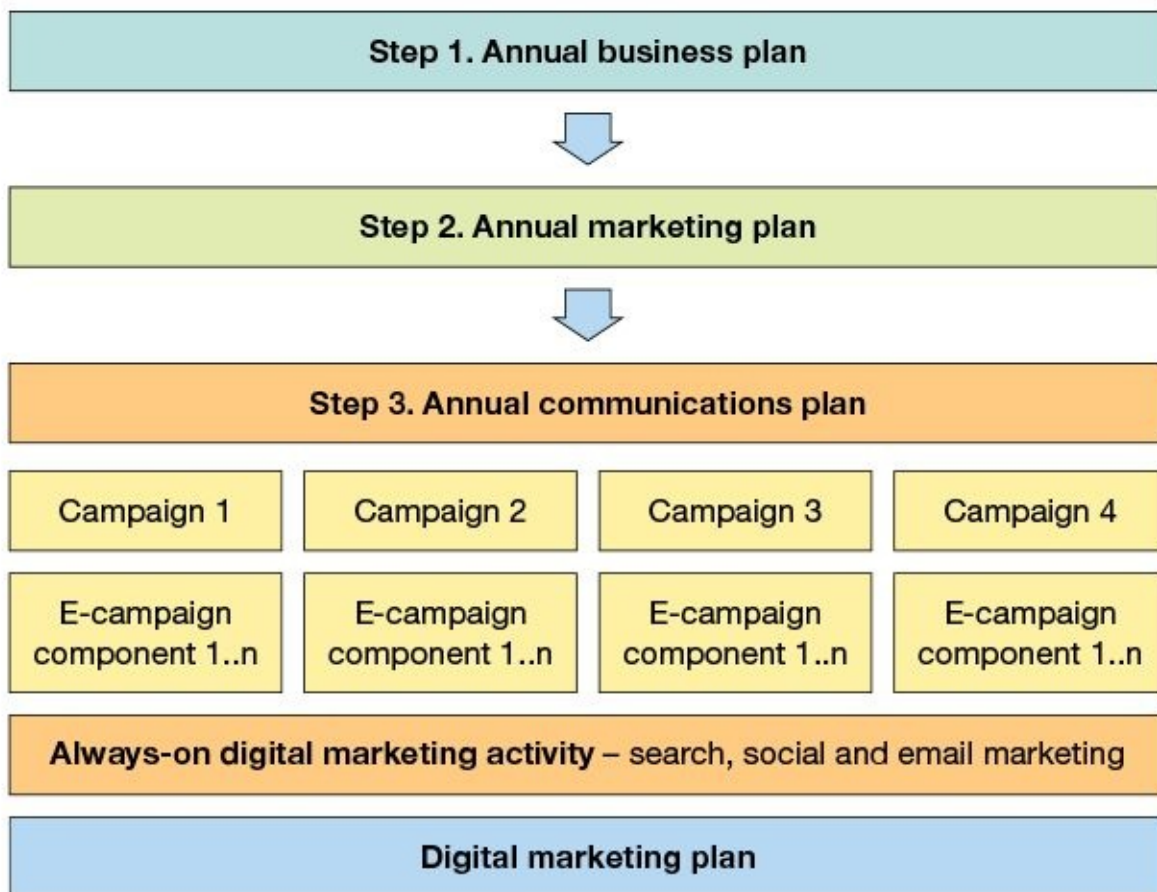 Step 1. Annual business plan
Step 2. Annual marketing plan
Step 3. Annual communications plan
Campaign 1
Campaign 2
Campaign 3
Campaign 4
E-campaign
component 1..n
E-campaign
component 1..n
E-campaign
component 1..n
E-campaign
component 1..n
Always-on digital marketing activity – search, social and email marketing
Digital marketing plan